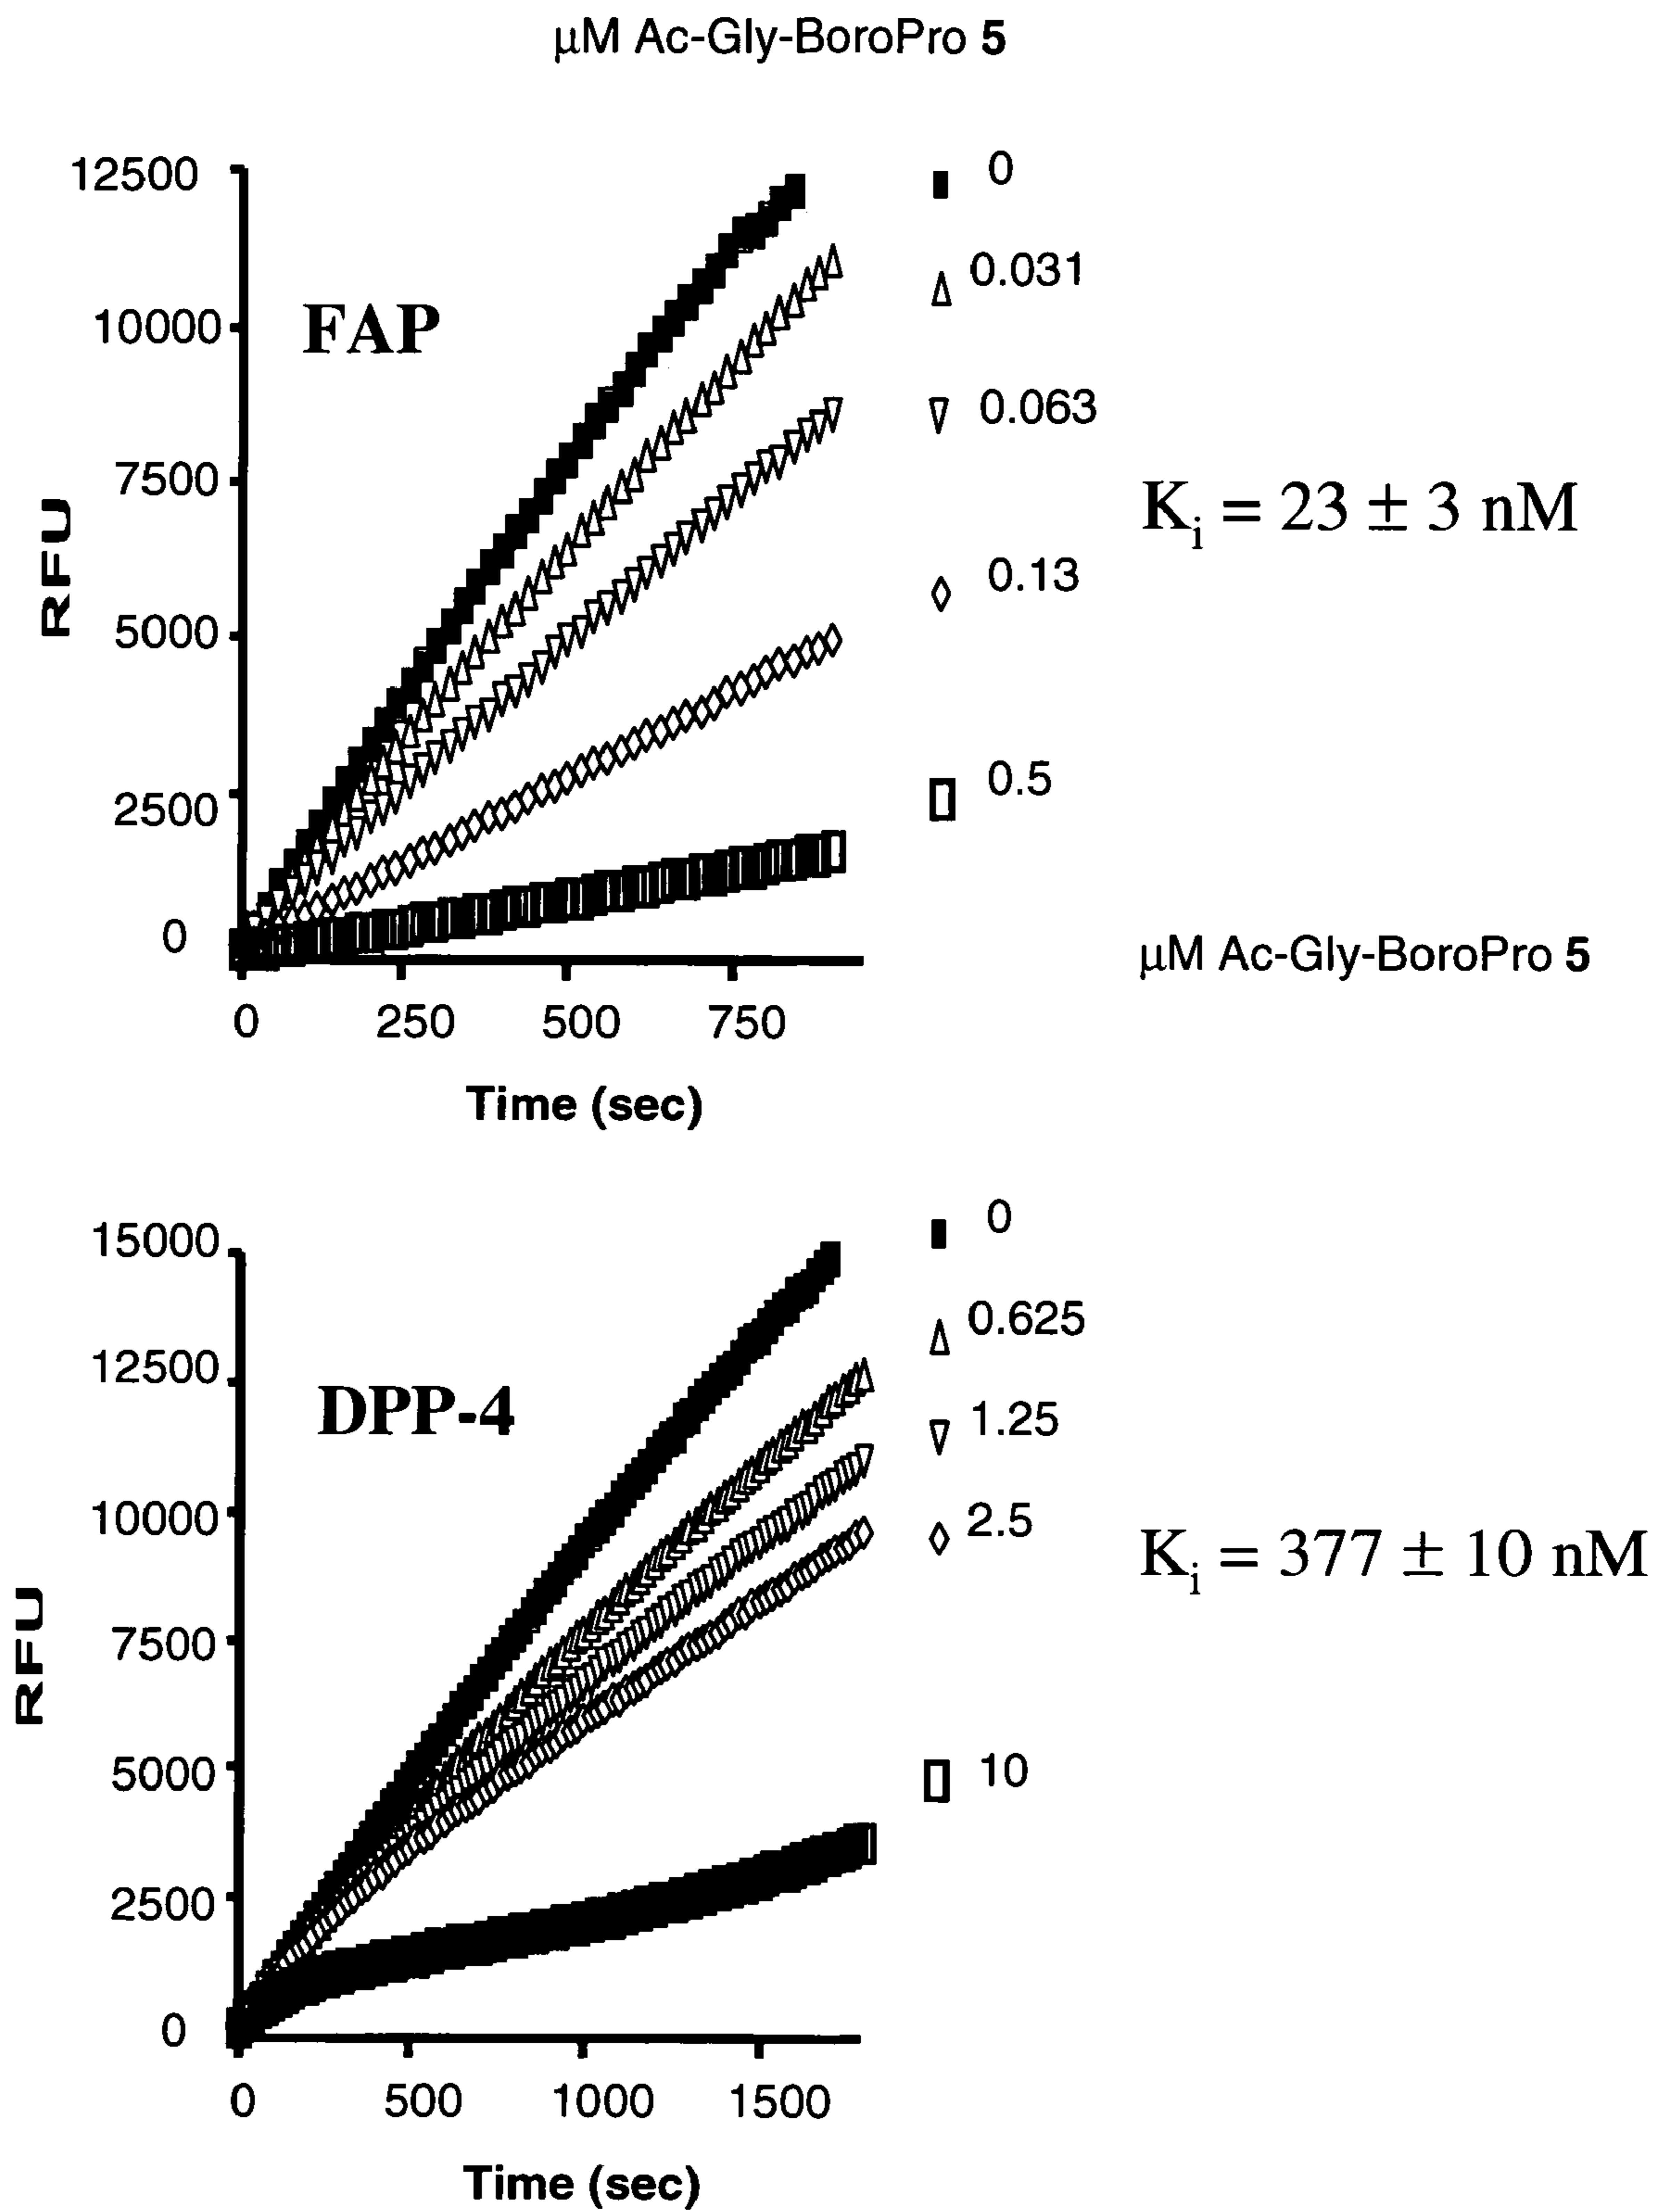 µM Ac-Gly-BoroPro 5
12500
10000
7500
5000
2500
0
RFU
FAP
0
0.031
0.063
0.13
0.5
K_i = 23 ± 3 nM
0 250 500 750
Time (sec)
µM Ac-Gly-BoroPro 5
15000
12500
10000
7500
5000
2500
0
RFU
DPP-4
0
0.625
1.25
2.5
10
K_i = 377 ± 10 nM
0 500 1000 1500
Time (sec)